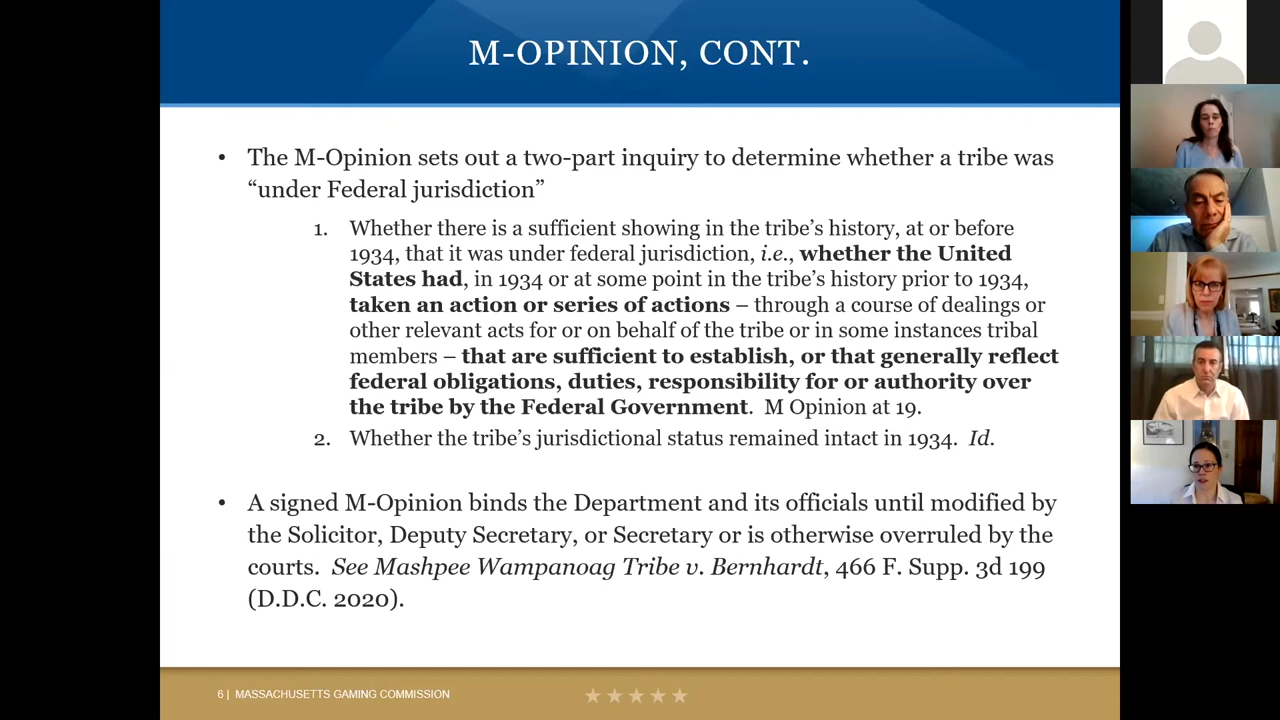 M-OPINION, CONT.
• The M-Opinion sets out a two-part inquiry to determine whether a tribe was
“under Federal jurisdiction”
1. Whether there is a sufficient showing in the tribe’s history, at or before
1934, that it was under federal jurisdiction, i.e., whether the United
States had, in 1934 or at some point in the tribe’s history prior to 1934,
taken an action or series of actions – through a course of dealings or
other relevant acts for or on behalf of the tribe or in some instances tribal
members – that are sufficient to establish, or that generally reflect
federal obligations, duties, responsibility for or authority over
the tribe by the Federal Government. M Opinion at 19.
2. Whether the tribe’s jurisdictional status remained intact in 1934. Id.
• A signed M-Opinion binds the Department and its officials until modified by
the Solicitor, Deputy Secretary, or Secretary or is otherwise overruled by the
courts. See Mashpee Wampanoag Tribe v. Bernhardt, 466 F. Supp. 3d 199
(D.D.C. 2020).
6 | MASSACHUSETTS GAMING COMMISSION